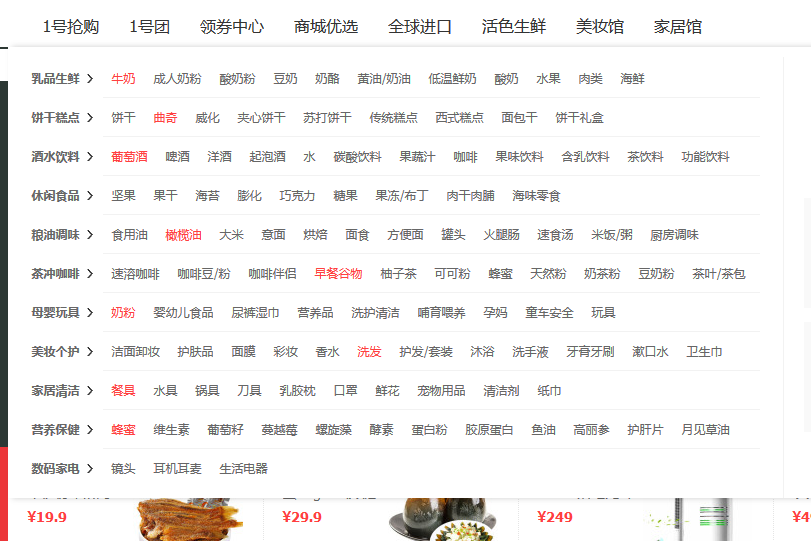 1号抢购 1号团 领券中心 商城优选 全球进口 活色生鲜 美妆馆 家居馆
乳品生鲜 > 牛奶 成人奶粉 酸奶粉 豆奶 奶酪 黄油/奶油 低温鲜奶 酸奶 水果 肉类 海鲜
饼干糕点 > 饼干 曲奇 威化 夹心饼干 苏打饼干 传统糕点 西式糕点 面包干 饼干礼盒
酒水饮料 > 葡萄酒 啤酒 洋酒 起泡酒 水 碳酸饮料 果蔬汁 咖啡 果味饮料 含乳饮料 茶饮料 功能饮料
休闲食品 > 坚果 果干 海苔 膨化 巧克力 糖果 果冻/布丁 肉干肉脯 海味零食
粮油调味 > 食用油 橄榄油 大米 意面 烘焙 面食 方便面 罐头 火腿肠 速食汤 米饭/粥 厨房调味
茶冲咖啡 > 速溶咖啡 咖啡豆/粉 咖啡伴侣 早餐谷物 柚子茶 可可粉 蜂蜜 天然粉 奶茶粉 豆奶粉 茶叶/茶包
母婴玩具 > 奶粉 婴幼儿食品 尿裤湿巾 营养品 洗护清洁 哺育喂养 孕妈 童车安全 玩具
美妆个护 > 洁面卸妆 护肤品 面膜 彩妆 香水 洗发 护发/套装 沐浴 洗手液 牙膏牙刷 漱口水 卫生巾
家居清洁 > 餐具 水具 锅具 刀具 乳胶枕 口罩 鲜花 宠物用品 清洁剂 纸巾
营养保健 > 蜂蜜 维生素 葡萄籽 蔓越莓 螺旋藻 酵素 蛋白粉 胶原蛋白 鱼油 高丽参 护肝片 月见草油
数码家电 > 镜头 耳机耳麦 生活电器
¥19.9 ¥29.9 ¥249